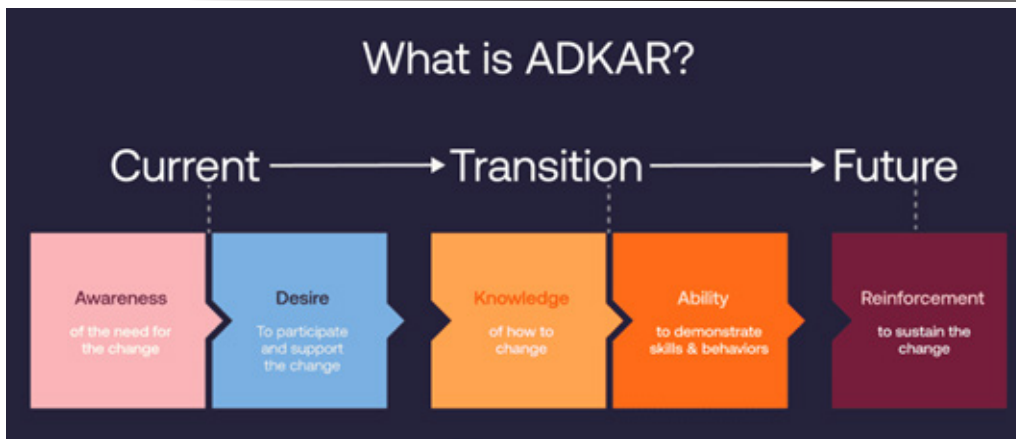 What is ADKAR?
Current Transition Future
Awareness
of the need for
the change
Desire
To participate
and support
the change
Knowledge
of how to
change
Ability
to demonstrate
skills & behaviors
Reinforcement
to sustain the
change